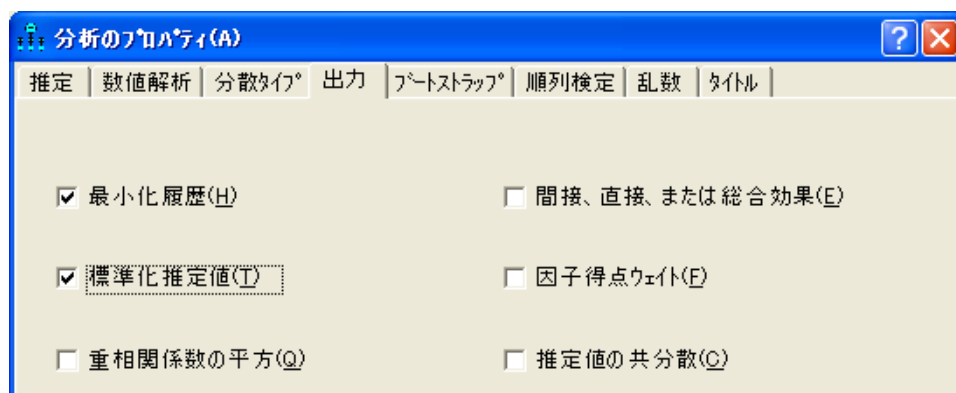 分析のﾌﾟﾛﾊﾟﾃｨ(A)
推定 数値解析 分散ﾀｲﾌﾟ 出力 ﾌﾞｰﾄｽﾄﾗｯﾌﾟ 順列検定 乱数 ﾀｲﾄﾙ
最小化履歴(H) 間接、直接、または総合効果(E)
標準化推定値(T) 因子得点ｳｪｲﾄ(F)
重相関係数の平方(Q) 推定値の共分散(C)